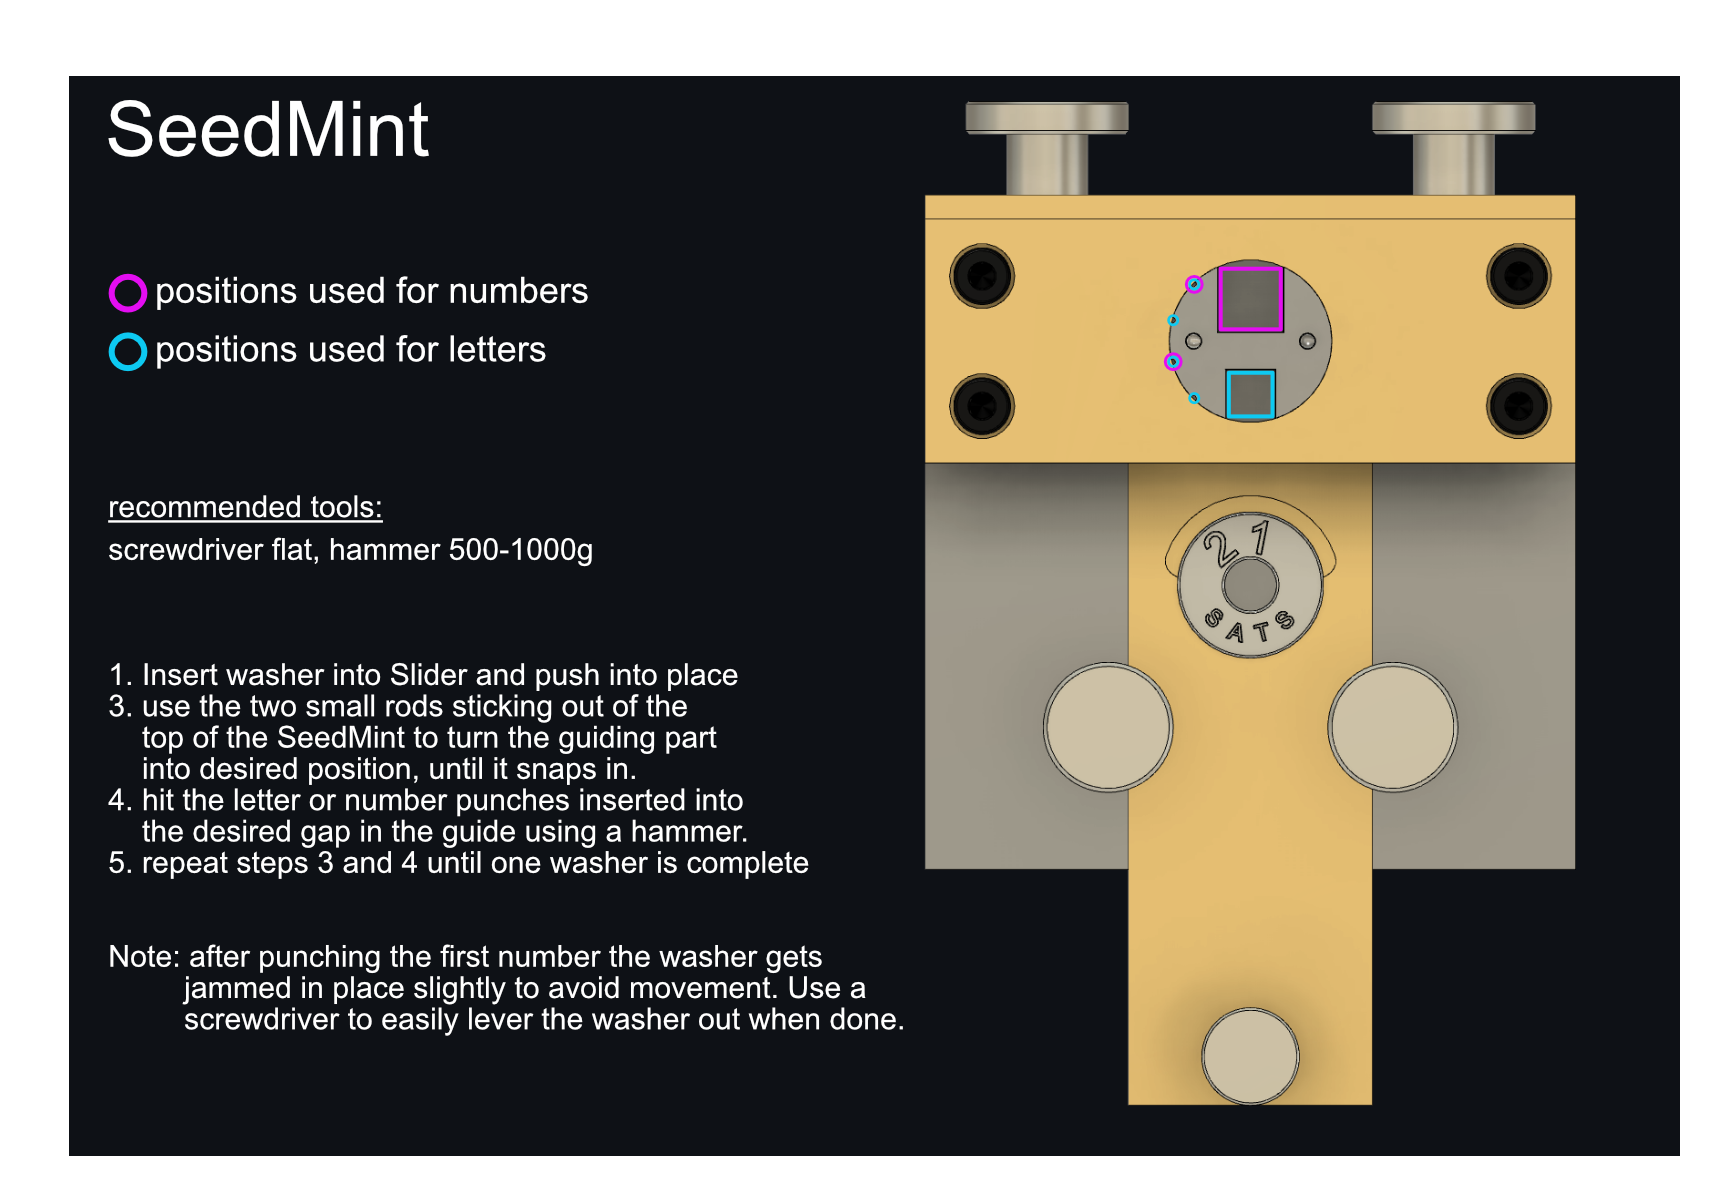 SeedMint
positions used for numbers
positions used for letters
recommended tools:
screwdriver flat, hammer 500-1000g
1. Insert washer into Slider and push into place
3. use the two small rods sticking out of the
top of the SeedMint to turn the guiding part
into desired position, until it snaps in.
4. hit the letter or number punches inserted into
the desired gap in the guide using a hammer.
5. repeat steps 3 and 4 until one washer is complete
Note: after punching the first number the washer gets
jammed in place slightly to avoid movement. Use a
screwdriver to easily lever the washer out when done.
21
SATS